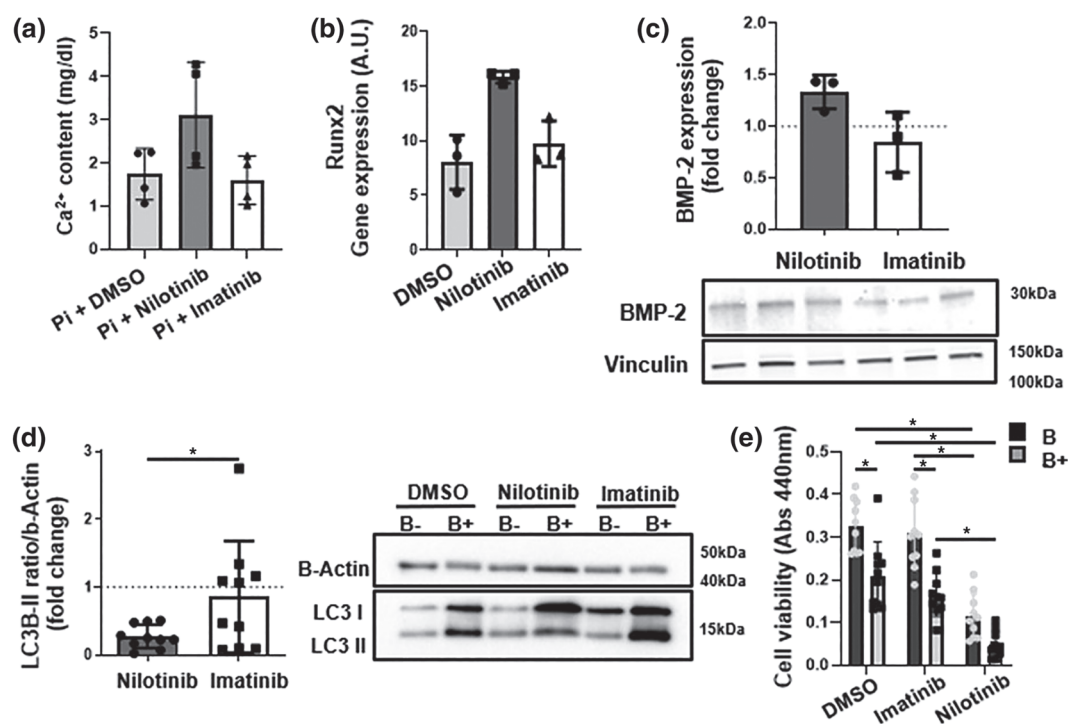 (a)
Ca²⁺ content (mg/dl)
5
4
3
2
1
0
Pi + DMSO
Pi + Nilotinib
Pi + Imatinib
(b)
Runx2
Gene expression (A.U.)
20
15
10
5
0
DMSO
Nilotinib
Imatinib
(c)
BMP-2 expression
(fold change)
2.0
1.5
1.0
0.5
0.0
Nilotinib Imatinib
BMP-2
30kDa
Vinculin
150kDa
100kDa
(d)
LC3B-II ratio/b-Actin
(fold change)
3
2
1
0
*
Nilotinib Imatinib
DMSO Nilotinib Imatinib
B- B+ B- B+ B- B+
B-Actin
50kDa
40kDa
LC3 I
LC3 II
15kDa
(e)
Cell viability (Abs 440nm)
0.5
0.4
0.3
0.2
0.1
0.0
*
*
*
*
*
*
B
B+
DMSO
Imatinib
Nilotinib